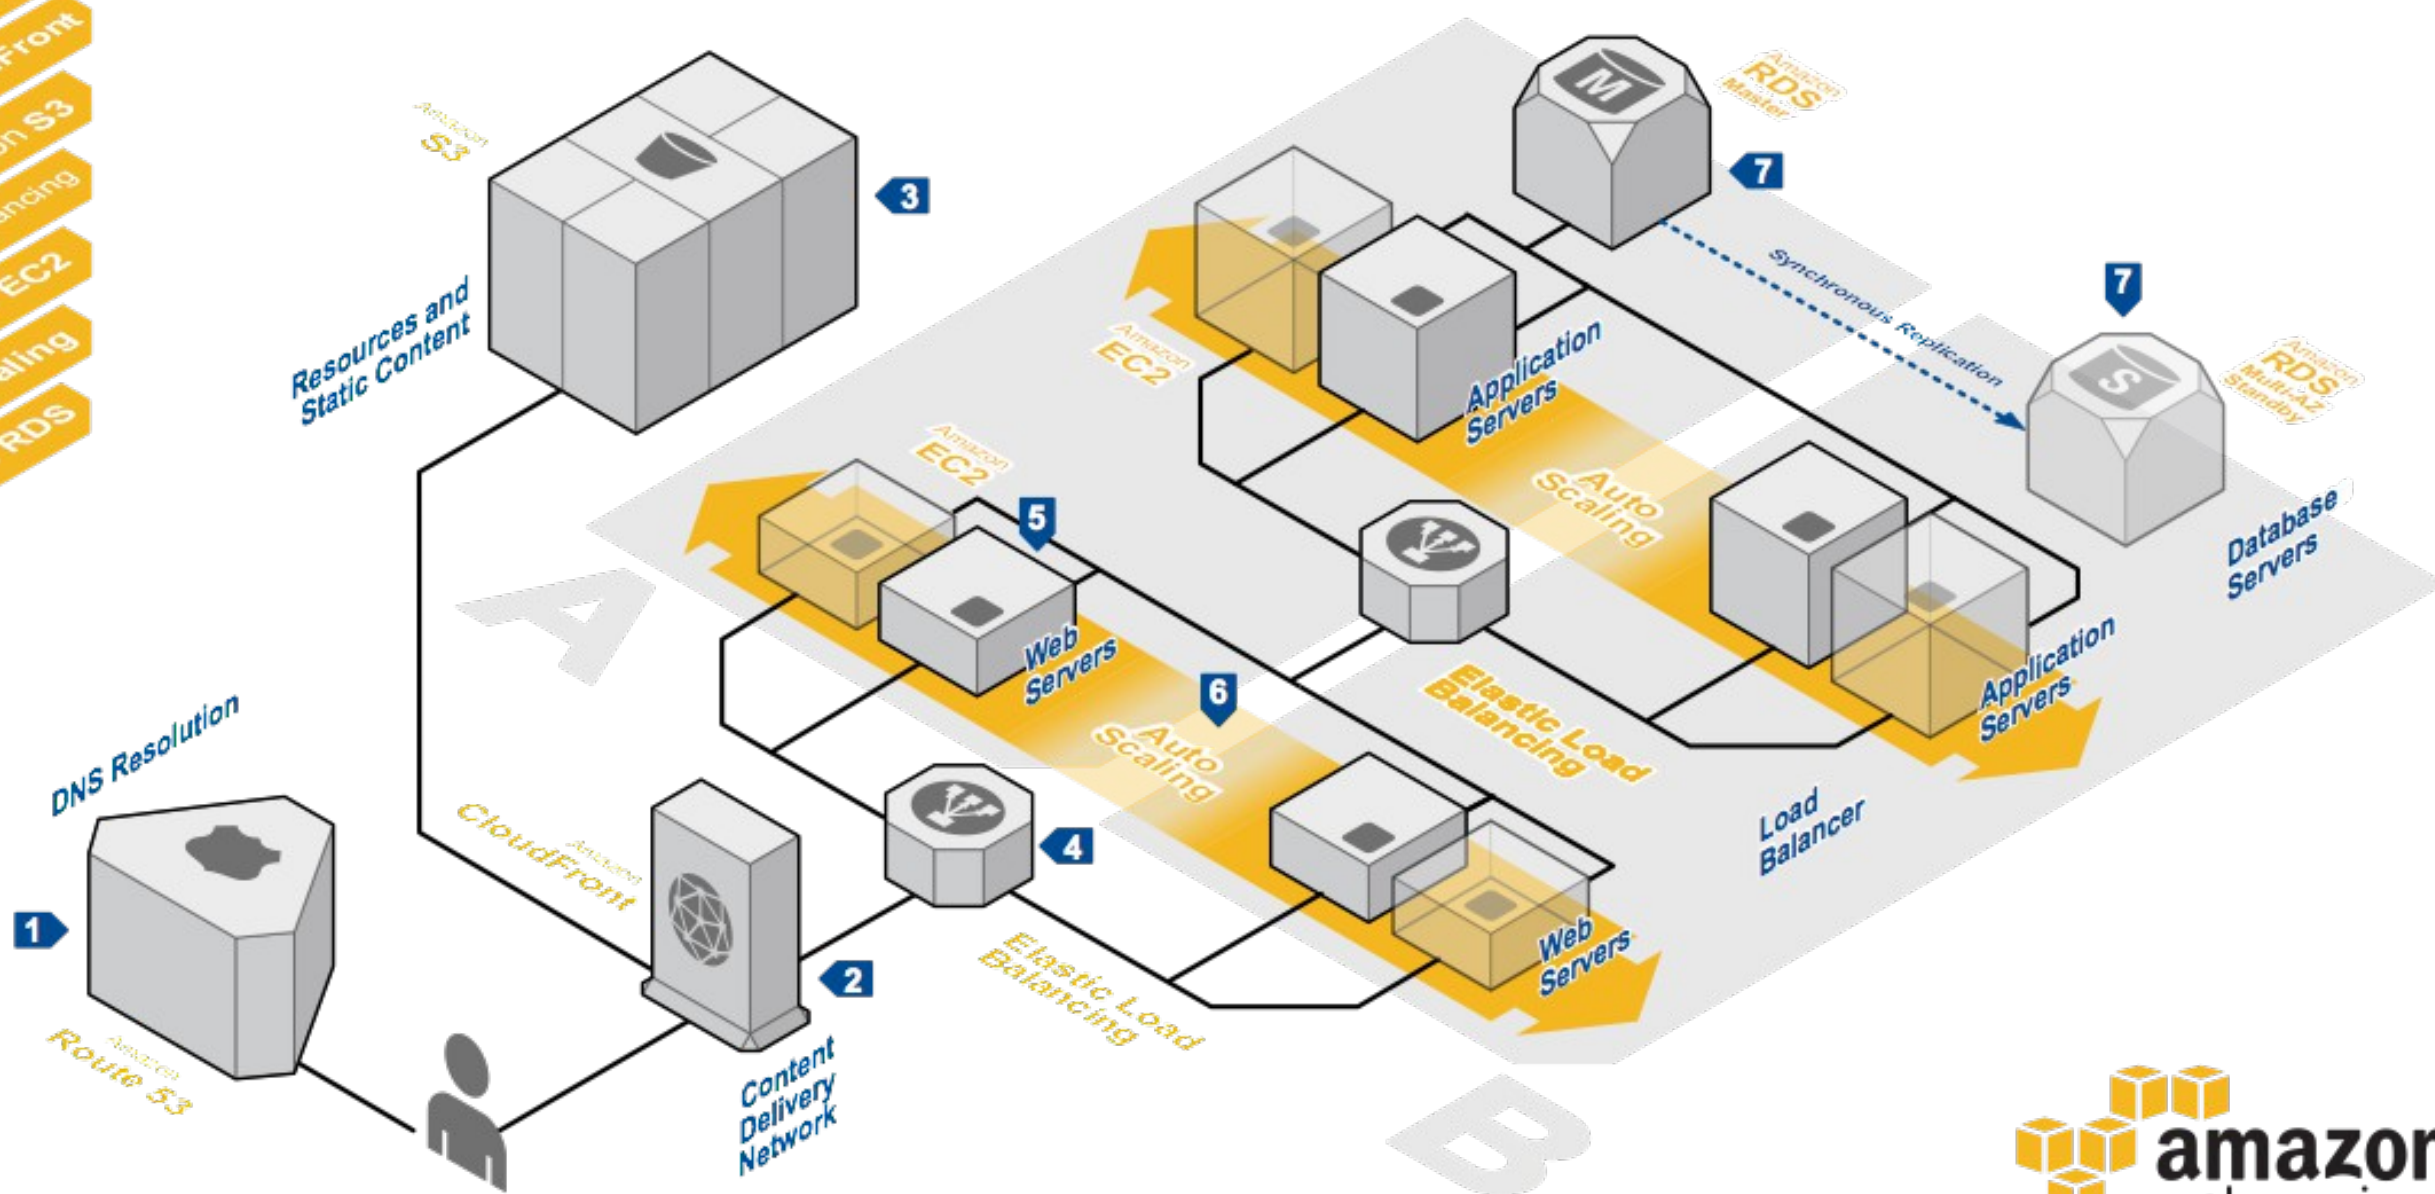 Front
on S3
ancing
EC2
aling
RDS
Amazon
S3
3
Resources and
Static Content
Amazon
RDS
Master
7
Synchronous Replication
7
Amazon
RDS
Multi-AZ
Standby
Database
Servers
Amazon
EC2
Application
Servers
Auto
Scaling
Application
Servers
Amazon
EC2
5
Web
Servers
6
Auto
Scaling
Elastic Load
Balancing
Load
Balancer
Web
Servers
A
B
DNS Resolution
1
Amazon
Route 53
Amazon
CloudFront
2
Content
Delivery
Network
4
Elastic Load
Balancing
M
S
amazon